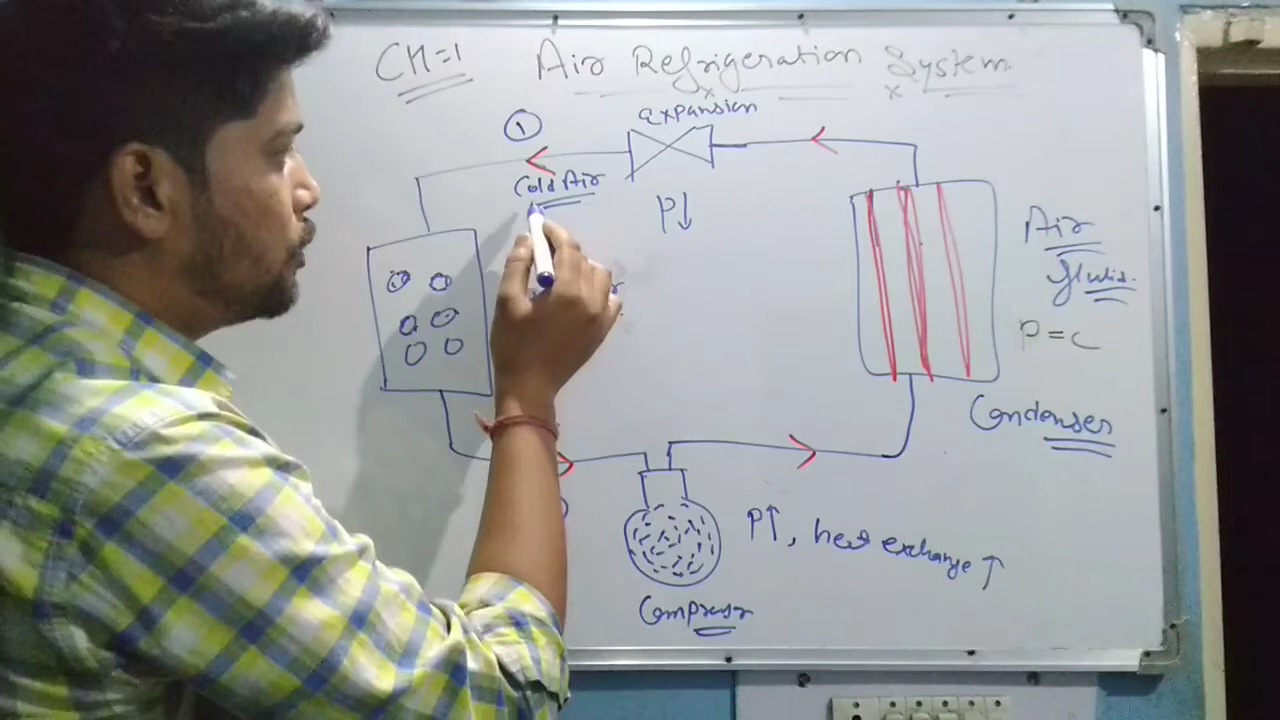 CH=1 Air Refrigeration System
expansion
①
Cold Air
P↓
Air
fluid.
P=C
Condenser
P↑, heat exchange ↑
Compressor